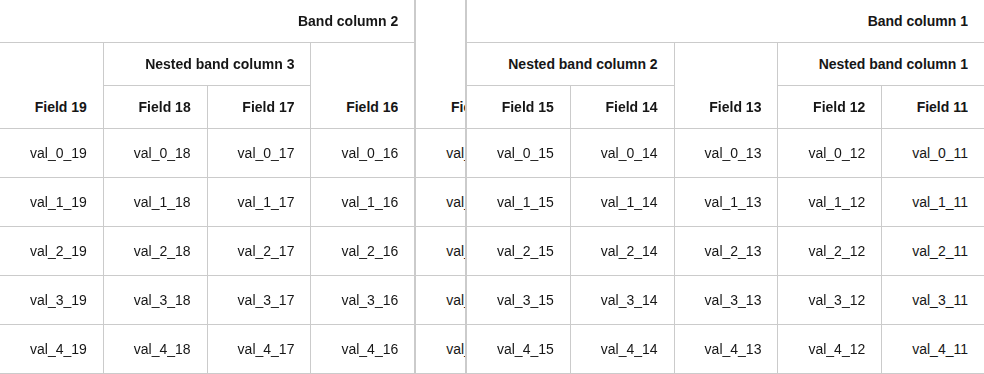 Band column 2 Band column 1
Nested band column 3 Nested band column 2 Nested band column 1
Field 19 Field 18 Field 17 Field 16 Field 15 Field 14 Field 13 Field 12 Field 11
val_0_19 val_0_18 val_0_17 val_0_16 val_0_15 val_0_14 val_0_13 val_0_12 val_0_11
val_1_19 val_1_18 val_1_17 val_1_16 val_1_15 val_1_14 val_1_13 val_1_12 val_1_11
val_2_19 val_2_18 val_2_17 val_2_16 val_2_15 val_2_14 val_2_13 val_2_12 val_2_11
val_3_19 val_3_18 val_3_17 val_3_16 val_3_15 val_3_14 val_3_13 val_3_12 val_3_11
val_4_19 val_4_18 val_4_17 val_4_16 val_4_15 val_4_14 val_4_13 val_4_12 val_4_11